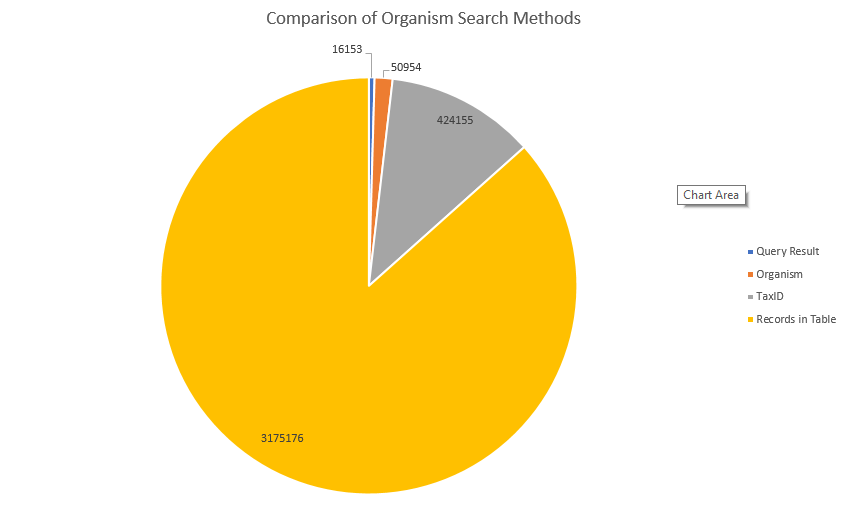 Comparison of Organism Search Methods
16153
50954
424155
Chart Area
Query Result
Organism
TaxID
Records in Table
3175176